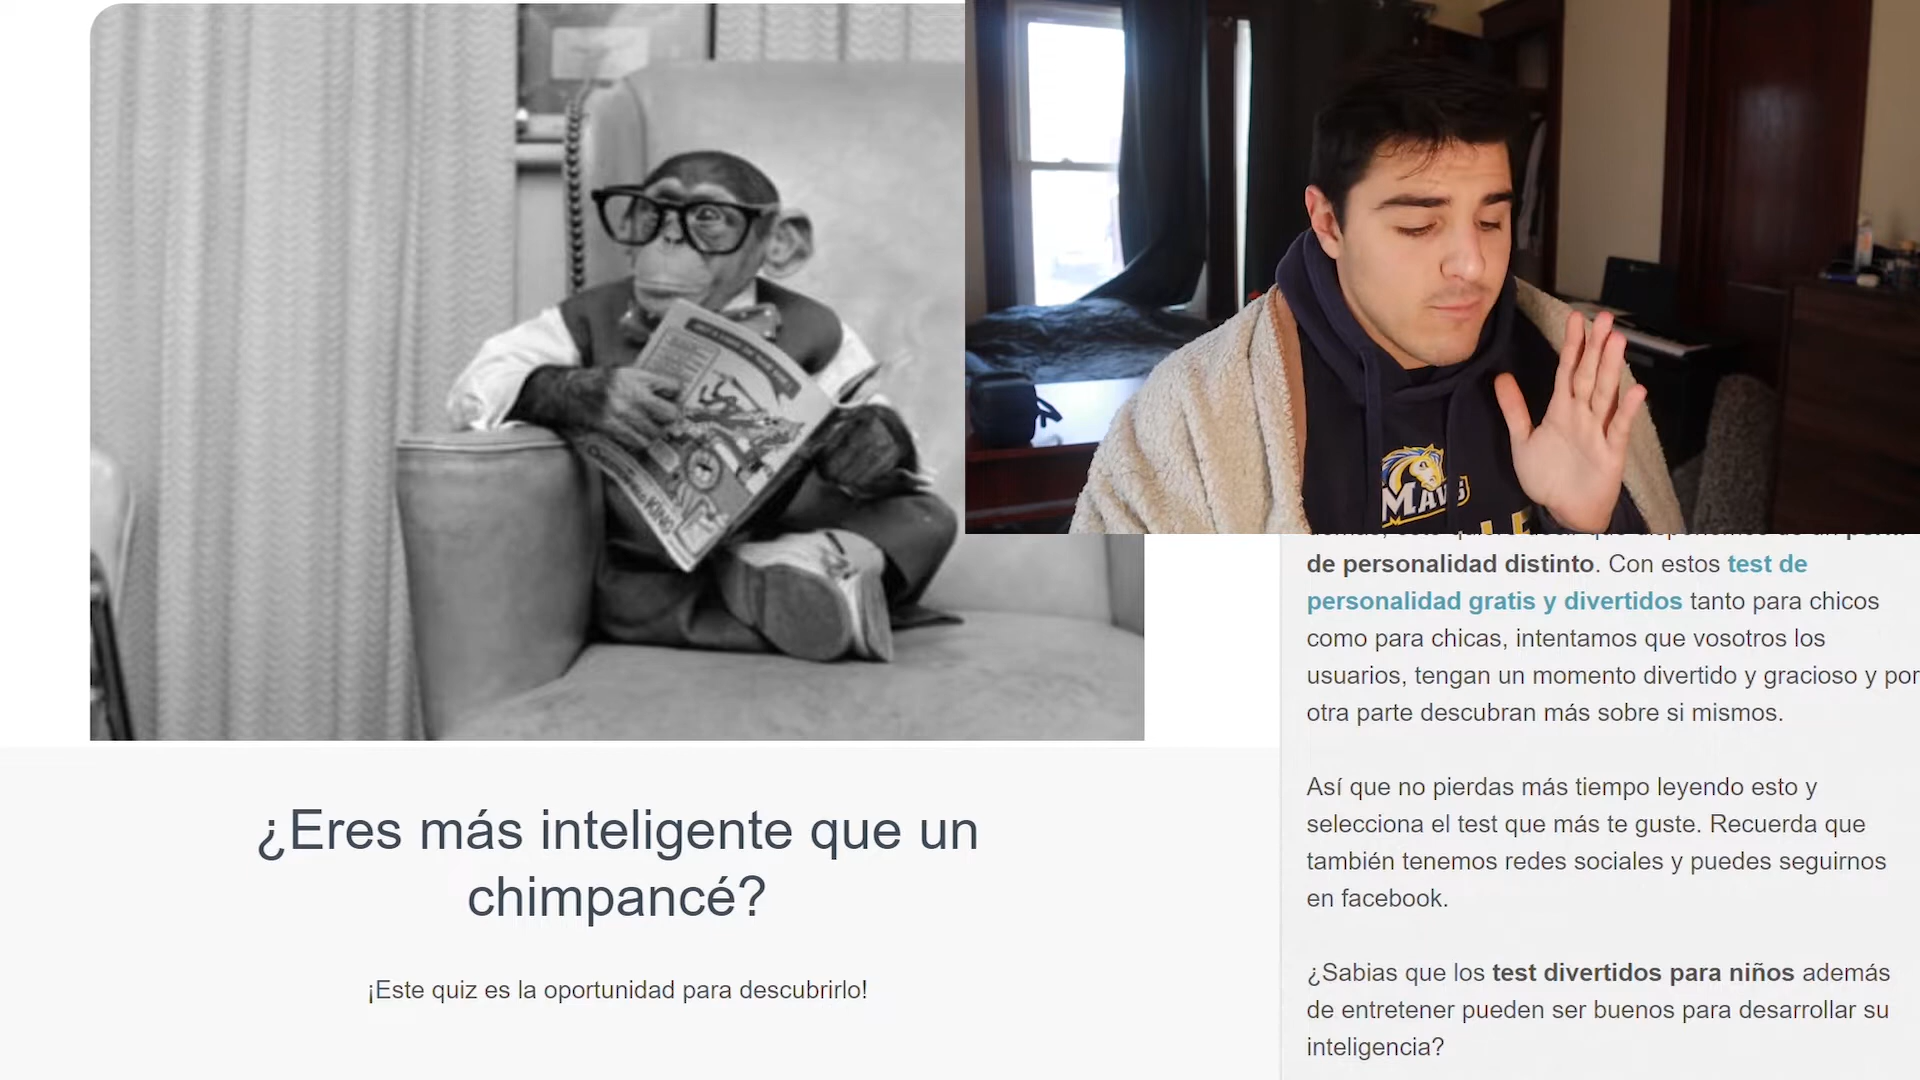 MAVS
¿Eres más inteligente que un
chimpancé?
¡Este quiz es la oportunidad para descubrirlo!
de personalidad distinto. Con estos test de
personalidad gratis y divertidos tanto para chicos
como para chicas, intentamos que vosotros los
usuarios, tengan un momento divertido y gracioso y por
otra parte descubran más sobre si mismos.
Así que no pierdas más tiempo leyendo esto y
selecciona el test que más te guste. Recuerda que
también tenemos redes sociales y puedes seguirnos
en facebook.
¿Sabias que los test divertidos para niños además
de entretener pueden ser buenos para desarrollar su
inteligencia?